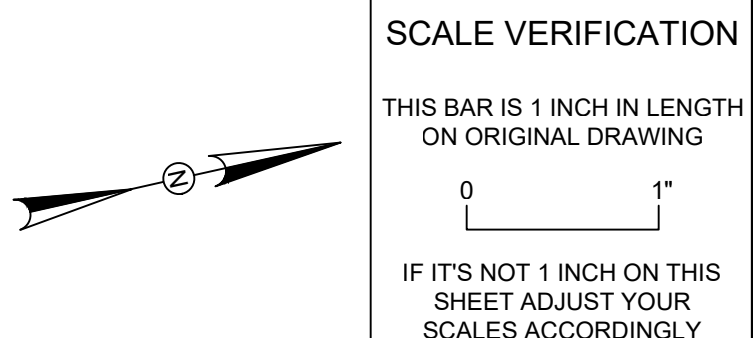 N
SCALE VERIFICATION
THIS BAR IS 1 INCH IN LENGTH
ON ORIGINAL DRAWING
0 1"
IF IT'S NOT 1 INCH ON THIS
SHEET ADJUST YOUR
SCALES ACCORDINGLY